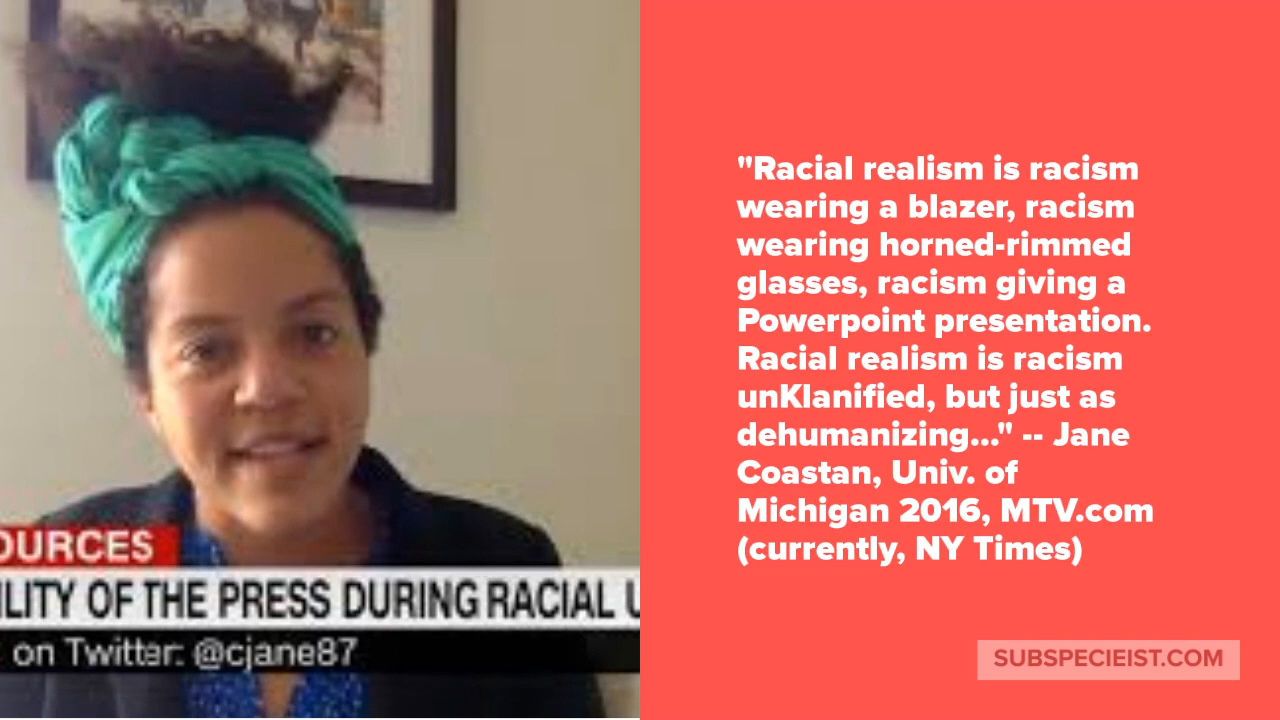 OURCES
ILITY OF THE PRESS DURING RACIAL U
on Twitter: @cjane87
"Racial realism is racism
wearing a blazer, racism
wearing horned-rimmed
glasses, racism giving a
Powerpoint presentation.
Racial realism is racism
unKlanified, but just as
dehumanizing..." -- Jane
Coastan, Univ. of
Michigan 2016, MTV.com
(currently, NY Times)
SUBSPECIEIST.COM